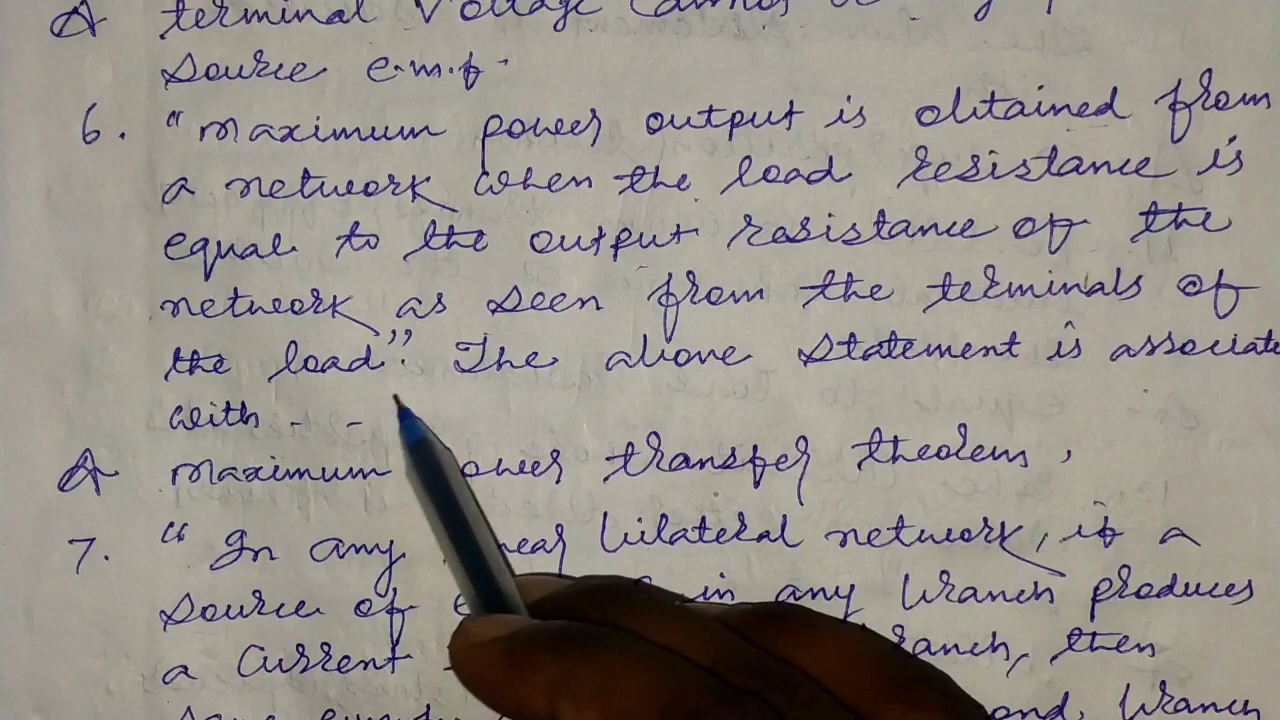 A terminal Voltage cannot
source e.m.f.
6. "Maximum power output is obtained from
a network when the load resistance is
equal to the output resistance of the
network as seen from the terminals of
the load". The above statement is associate
with - -
A maximum power transfer theorem,
7. "In any bilateral network, if a
source of in any branch produces
a current then
branch